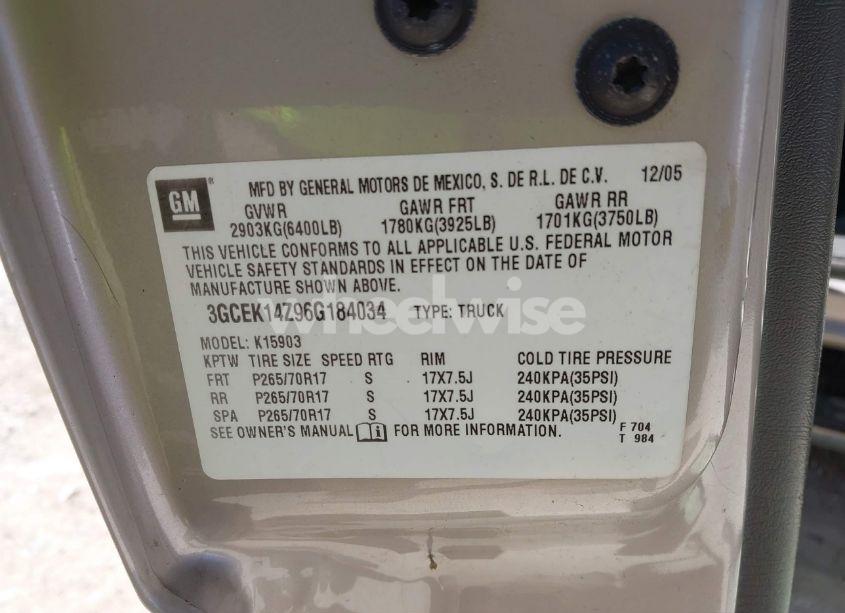 GM ® MFD BY GENERAL MOTORS DE MEXICO, S. DE R.L. DE C.V. 12/05
GVWR GAWR FRT GAWR RR
2903KG(6400LB) 1780KG(3925LB) 1701KG(3750LB)
THIS VEHICLE CONFORMS TO ALL APPLICABLE U.S. FEDERAL MOTOR
VEHICLE SAFETY STANDARDS IN EFFECT ON THE DATE OF
MANUFACTURE SHOWN ABOVE.
3GCEK14Z96G184034 TYPE: TRUCK
wheelwise
MODEL: K15903
KPTW TIRE SIZE SPEED RTG RIM COLD TIRE PRESSURE
FRT P265/70R17 S 17X7.5J 240KPA(35PSI)
RR P265/70R17 S 17X7.5J 240KPA(35PSI)
SPA P265/70R17 S 17X7.5J 240KPA(35PSI)
SEE OWNER'S MANUAL FOR MORE INFORMATION.
F 704
T 984
wheelwise
wheelwise